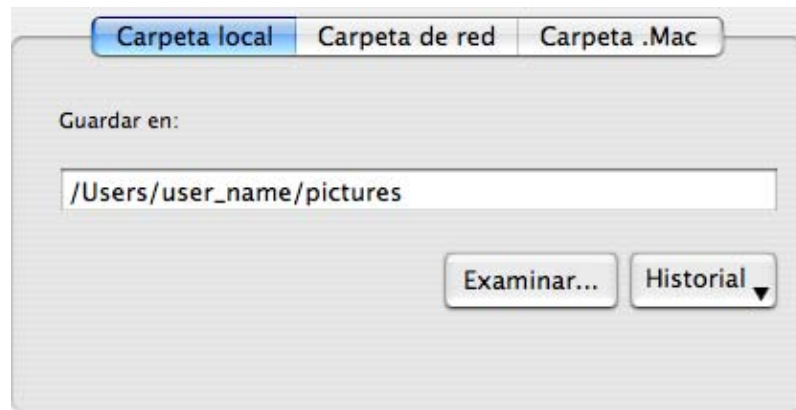 Carpeta local Carpeta de red Carpeta .Mac
Guardar en:
/Users/user_name/pictures
Examinar... Historial